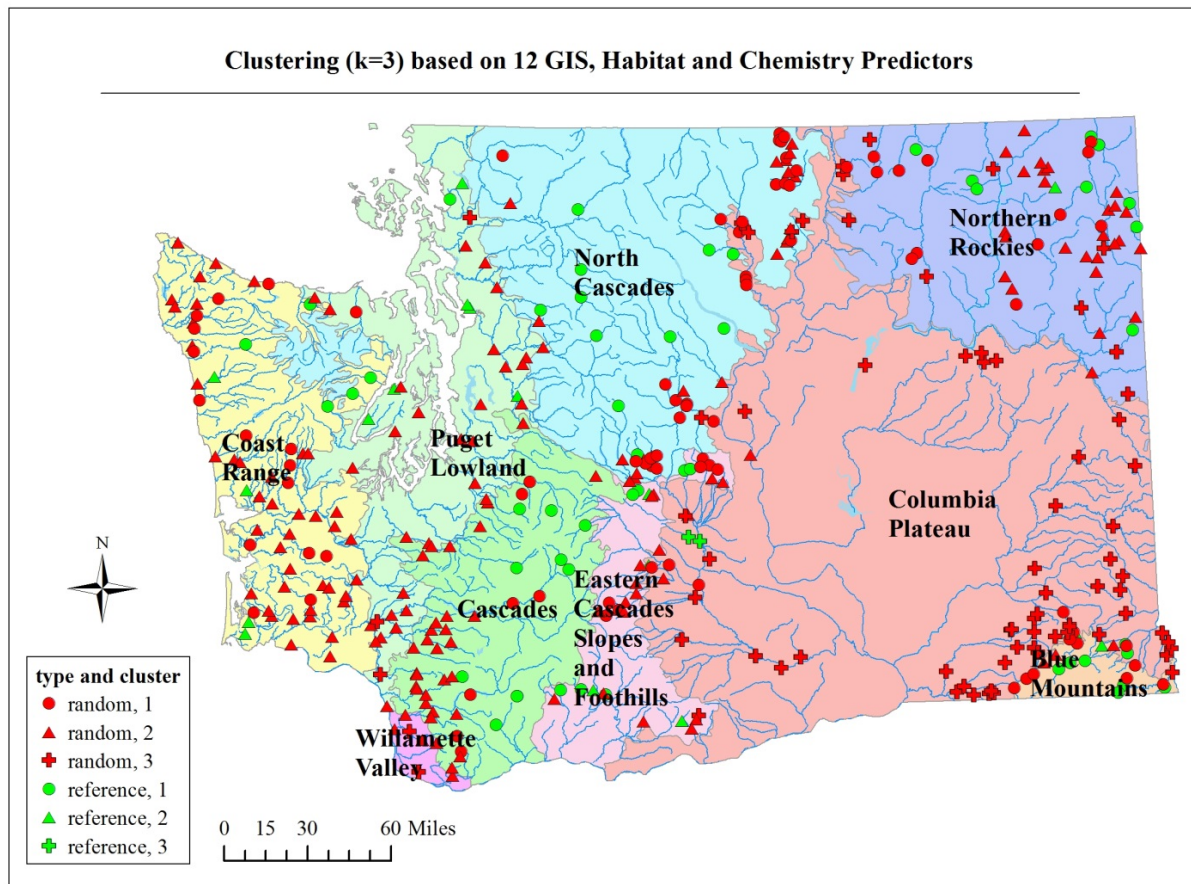 Clustering (k=3) based on 12 GIS, Habitat and Chemistry Predictors
North
Cascades
Northern
Rockies
Coast
Range
Puget
Lowland
Columbia
Plateau
Cascades
Eastern
Cascades
Slopes
and
Foothills
Blue
Mountains
Willamette
Valley
N
type and cluster
random, 1
random, 2
random, 3
reference, 1
reference, 2
reference, 3
0 15 30 60 Miles